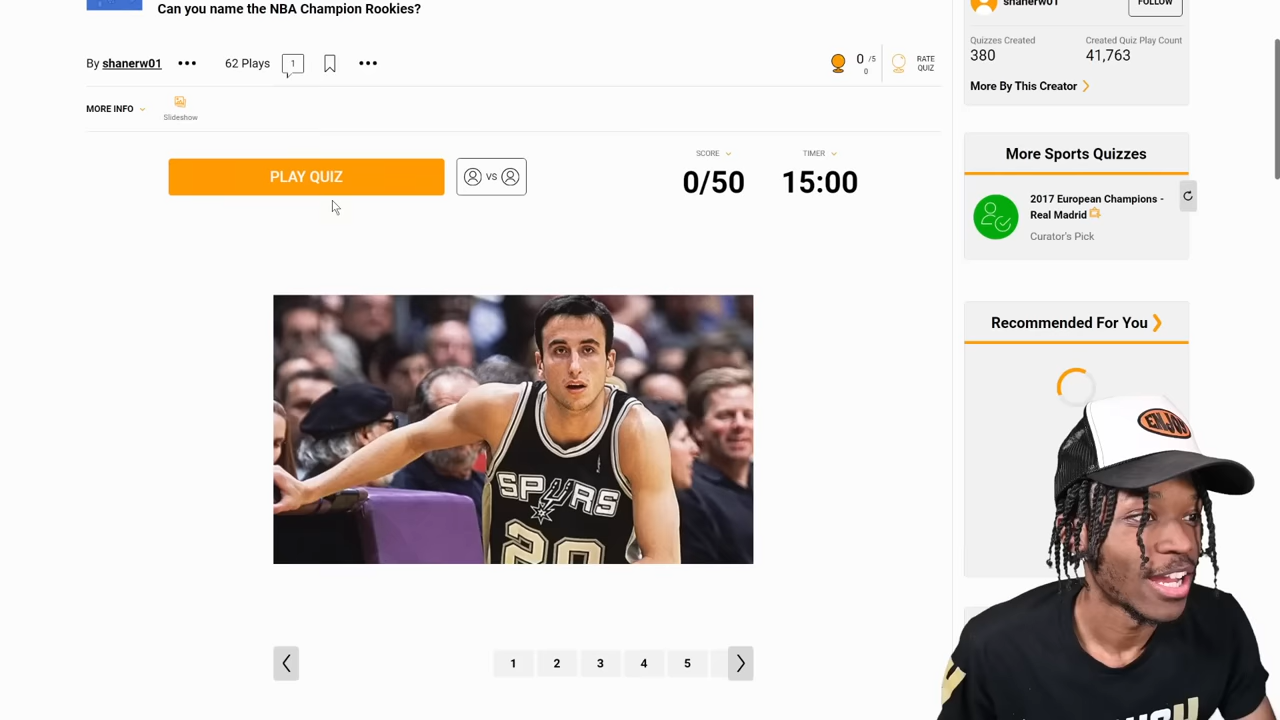 Can you name the NBA Champion Rookies?
By shanerw01
62 Plays
1
0 /5
0
RATE
QUIZ
MORE INFO
Slideshow
PLAY QUIZ
VS
SCORE
0/50
TIMER
15:00
SPURS
20
1
2
3
4
5
shanerw01
FOLLOW
Quizzes Created
380
Created Quiz Play Count
41,763
More By This Creator
More Sports Quizzes
2017 European Champions -
Real Madrid
Curator's Pick
Recommended For You
ENJOY